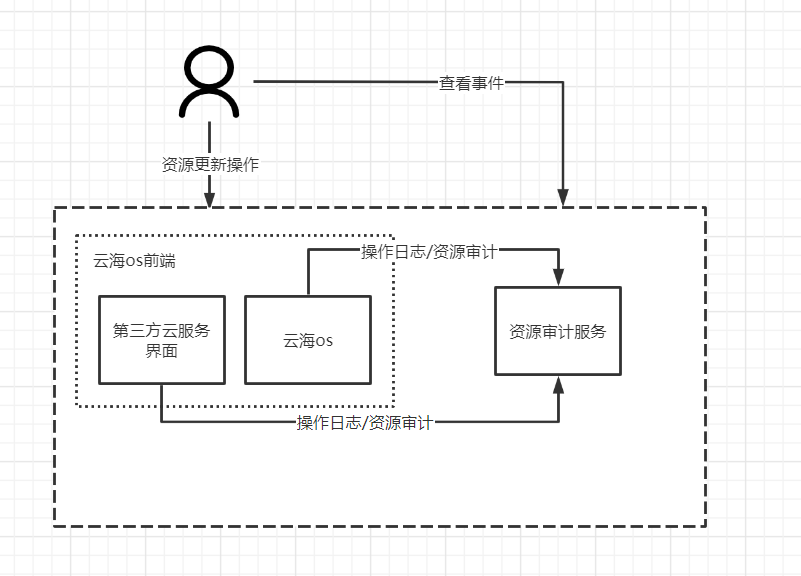 查看事件
资源更新操作
云海os前端
操作日志/资源审计
第三方云服务
界面
云海os
资源审计服务
操作日志/资源审计